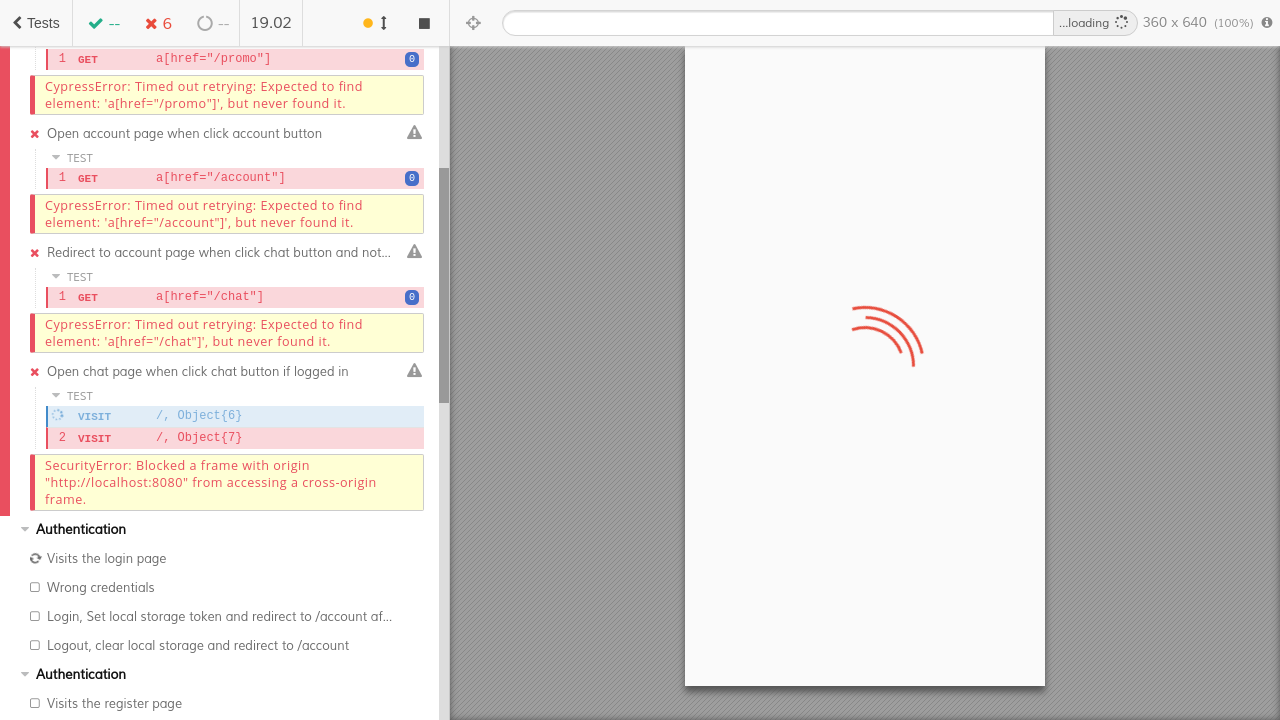 Tests
--
6
--
19.02
...loading
360 x 640 (100%)
1 GET a[href="/promo"] 0
CypressError: Timed out retrying: Expected to find
element: 'a[href="/promo"]', but never found it.
Open account page when click account button
TEST
1 GET a[href="/account"] 0
CypressError: Timed out retrying: Expected to find
element: 'a[href="/account"]', but never found it.
Redirect to account page when click chat button and not...
TEST
1 GET a[href="/chat"] 0
CypressError: Timed out retrying: Expected to find
element: 'a[href="/chat"]', but never found it.
Open chat page when click chat button if logged in
TEST
VISIT /, Object{6}
2 VISIT /, Object{7}
SecurityError: Blocked a frame with origin
"http://localhost:8080" from accessing a cross-origin
frame.
Authentication
Visits the login page
Wrong credentials
Login, Set local storage token and redirect to /account af...
Logout, clear local storage and redirect to /account
Authentication
Visits the register page